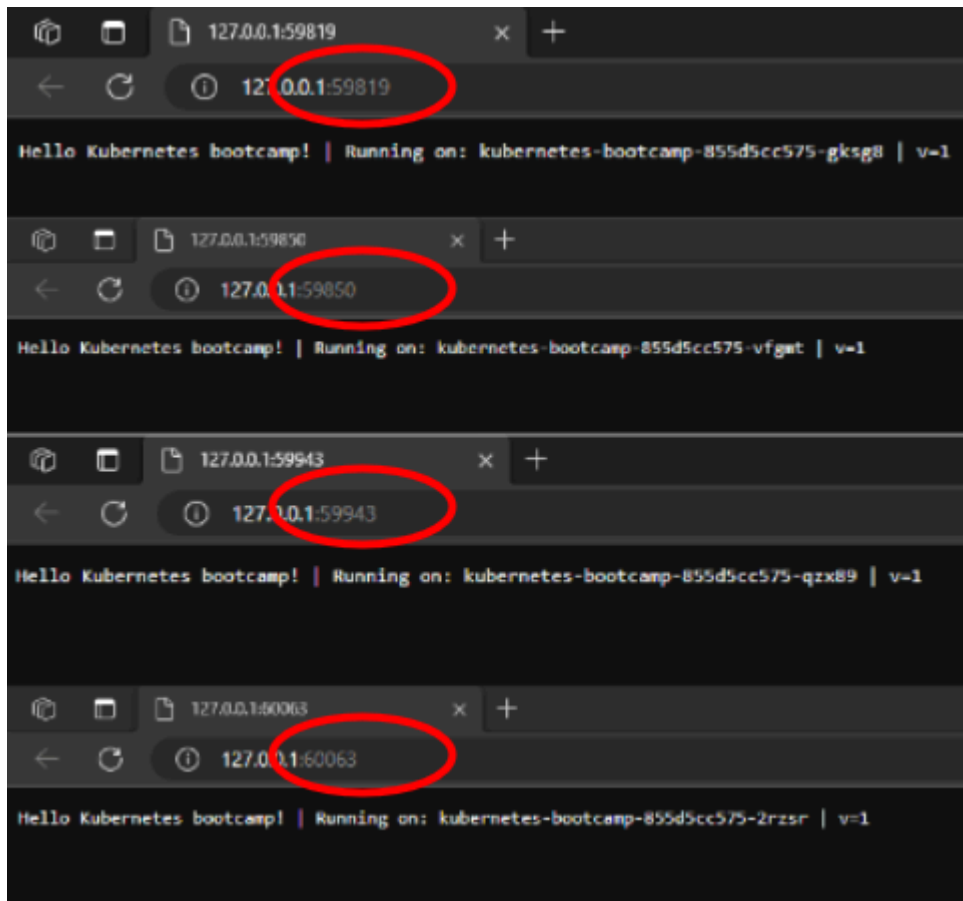 127.0.0.1:59819
127.0.0.1:59819
Hello Kubernetes bootcamp! | Running on: kubernetes-bootcamp-855d5cc575-gksg8 | v=1
127.0.0.1:59850
127.0.0.1:59850
Hello Kubernetes bootcamp! | Running on: kubernetes-bootcamp-855d5cc575-vfgmt | v=1
127.0.0.1:59943
127.0.0.1:59943
Hello Kubernetes bootcamp! | Running on: kubernetes-bootcamp-855d5cc575-qzx89 | v=1
127.0.0.1:60063
127.0.0.1:60063
Hello Kubernetes bootcamp! | Running on: kubernetes-bootcamp-855d5cc575-2rzsr | v=1